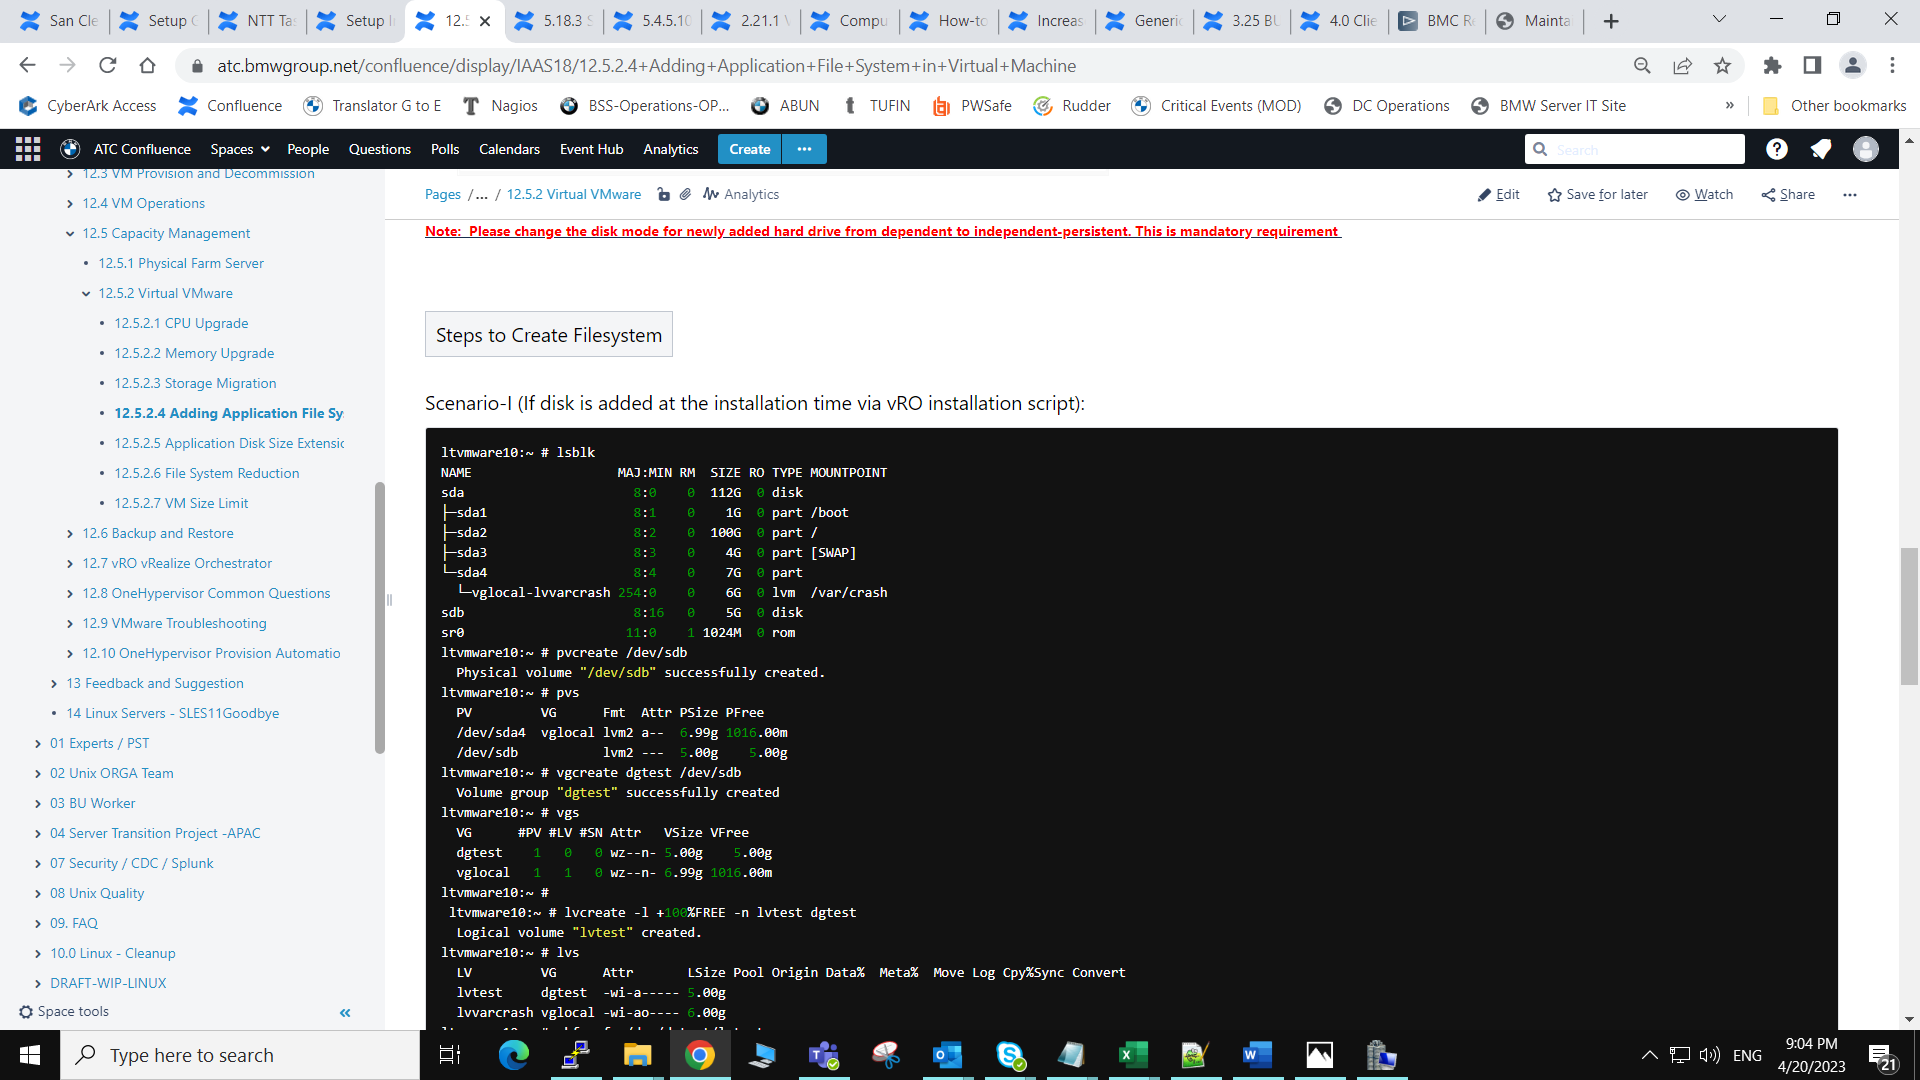 San Cle
Setup C
NTT Tas
Setup In
12.5
5.18.3 S
5.4.5.10
2.21.1 V
Compu
How-to
Increas
Generic
3.25 BU
4.0 Clie
BMC Re
Mainta
atc.bmwgroup.net/confluence/display/IAAS18/12.5.2.4+Adding+Application+File+System+in+Virtual+Machine
CyberArk Access
Confluence
Translator G to E
Nagios
BSS-Operations-OP...
ABUN
TUFIN
PWSafe
Rudder
Critical Events (MOD)
DC Operations
BMW Server IT Site
»
Other bookmarks
ATC Confluence
Spaces
People
Questions
Polls
Calendars
Event Hub
Analytics
Create
Search
12.3 VM Provision and Decommission
12.4 VM Operations
12.5 Capacity Management
12.5.1 Physical Farm Server
12.5.2 Virtual VMware
12.5.2.1 CPU Upgrade
12.5.2.2 Memory Upgrade
12.5.2.3 Storage Migration
12.5.2.4 Adding Application File Sy
12.5.2.5 Application Disk Size Extensio
12.5.2.6 File System Reduction
12.5.2.7 VM Size Limit
12.6 Backup and Restore
12.7 vRO vRealize Orchestrator
12.8 OneHypervisor Common Questions
12.9 VMware Troubleshooting
12.10 OneHypervisor Provision Automatio
13 Feedback and Suggestion
14 Linux Servers - SLES11Goodbye
01 Experts / PST
02 Unix ORGA Team
03 BU Worker
04 Server Transition Project -APAC
07 Security / CDC / Splunk
08 Unix Quality
09. FAQ
10.0 Linux - Cleanup
DRAFT-WIP-LINUX
Space tools
«
Pages /... / 12.5.2 Virtual VMware
Analytics
Edit
Save for later
Watch
Share
Note: Please change the disk mode for newly added hard drive from dependent to independent-persistent. This is mandatory requirement
Steps to Create Filesystem
Scenario-I (If disk is added at the installation time via vRO installation script):
ltvmware10:~ # lsblk
NAME                   MAJ:MIN RM  SIZE RO TYPE MOUNTPOINT
sda                      8:0    0  112G  0 disk
├─sda1                   8:1    0    1G  0 part /boot
├─sda2                   8:2    0  100G  0 part /
├─sda3                   8:3    0    4G  0 part [SWAP]
└─sda4                   8:4    0    7G  0 part
  └─vglocal-lvvarcrash 254:0    0    6G  0 lvm  /var/crash
sdb                      8:16   0    5G  0 disk
sr0                     11:0    1 1024M  0 rom
ltvmware10:~ # pvcreate /dev/sdb
  Physical volume "/dev/sdb" successfully created.
ltvmware10:~ # pvs
  PV         VG      Fmt  Attr PSize PFree
  /dev/sda4  vglocal lvm2 a--  6.99g 1016.00m
  /dev/sdb           lvm2 ---  5.00g    5.00g
ltvmware10:~ # vgcreate dgtest /dev/sdb
  Volume group "dgtest" successfully created
ltvmware10:~ # vgs
  VG      #PV #LV #SN Attr   VSize VFree
  dgtest    1   0   0 wz--n- 5.00g    5.00g
  vglocal   1   1   0 wz--n- 6.99g 1016.00m
ltvmware10:~ #
 ltvmware10:~ # lvcreate -l +100%FREE -n lvtest dgtest
  Logical volume "lvtest" created.
ltvmware10:~ # lvs
  LV         VG      Attr       LSize Pool Origin Data%  Meta%  Move Log Cpy%Sync Convert
  lvtest     dgtest  -wi-a----- 5.00g
  lvvarcrash vglocal -wi-ao---- 6.00g
Type here to search
ENG
9:04 PM
4/20/2023
21